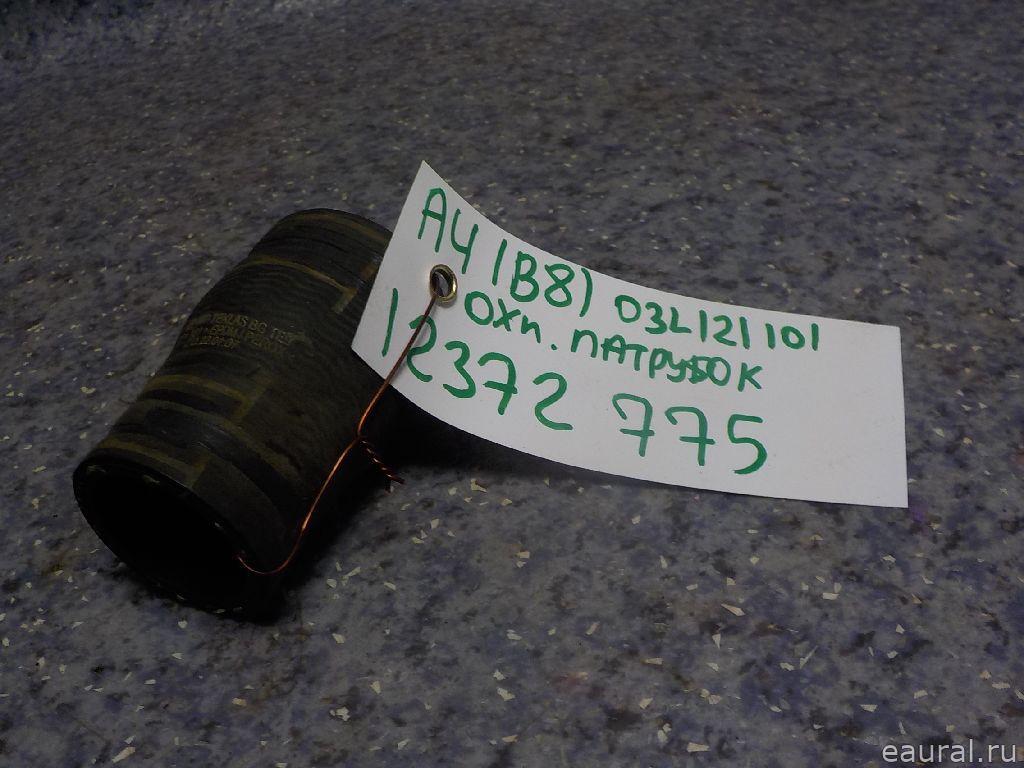 A4 (B8) 03L121101
ОХЛ. ПАТРУБОК
12372 775
eaural.ru